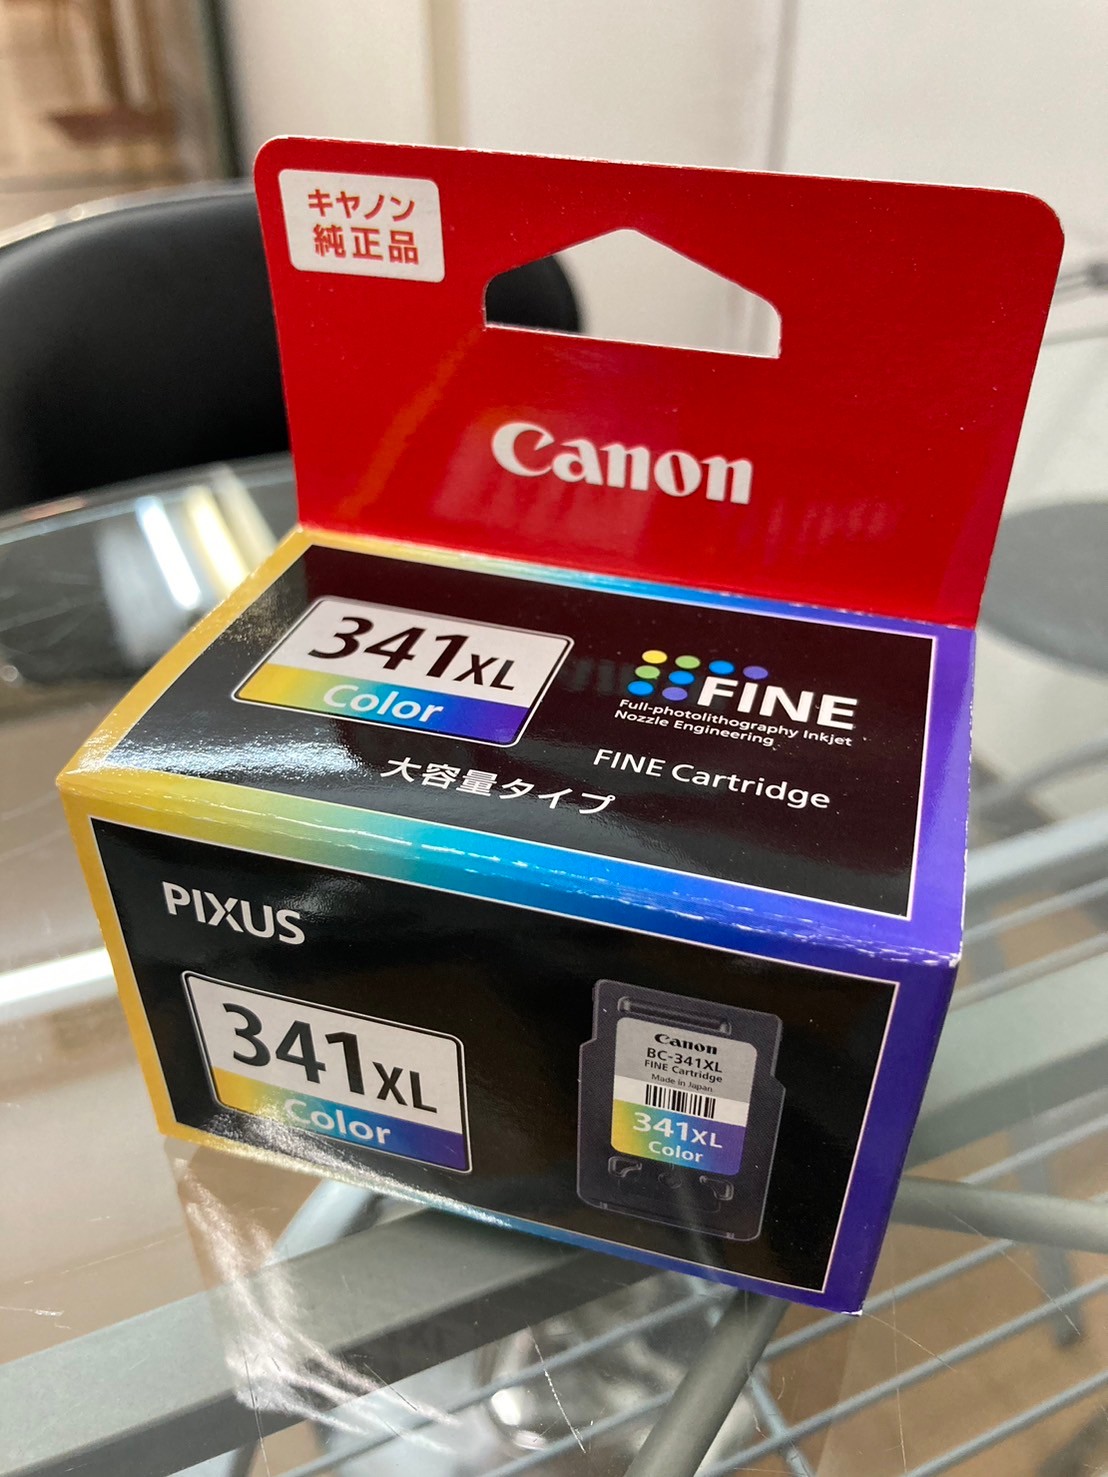 キヤノン
純正品
Canon
341XL
Color
FINE
Full-photolithography Inkjet
Nozzle Engineering
FINE Cartridge
大容量タイプ
PIXUS
341XL
Color
Canon
BC-341XL
FINE Cartridge
Made in Japan
341XL
Color